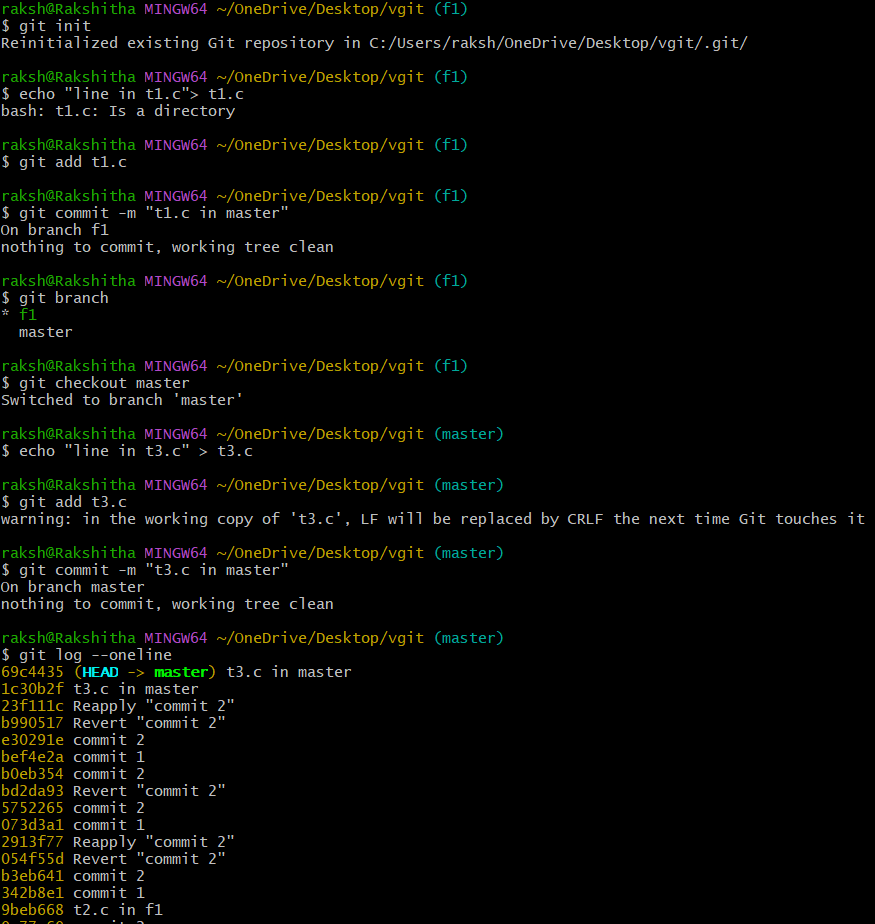 raksh@Rakshitha MINGW64 ~/OneDrive/Desktop/vgit (f1)
$ git init
Reinitialized existing Git repository in C:/Users/raksh/OneDrive/Desktop/vgit/.git/
raksh@Rakshitha MINGW64 ~/OneDrive/Desktop/vgit (f1)
$ echo "line in t1.c"> t1.c
bash: t1.c: Is a directory
raksh@Rakshitha MINGW64 ~/OneDrive/Desktop/vgit (f1)
$ git add t1.c
raksh@Rakshitha MINGW64 ~/OneDrive/Desktop/vgit (f1)
$ git commit -m "t1.c in master"
On branch f1
nothing to commit, working tree clean
raksh@Rakshitha MINGW64 ~/OneDrive/Desktop/vgit (f1)
$ git branch
* f1
  master
raksh@Rakshitha MINGW64 ~/OneDrive/Desktop/vgit (f1)
$ git checkout master
Switched to branch 'master'
raksh@Rakshitha MINGW64 ~/OneDrive/Desktop/vgit (master)
$ echo "line in t3.c" > t3.c
raksh@Rakshitha MINGW64 ~/OneDrive/Desktop/vgit (master)
$ git add t3.c
warning: in the working copy of 't3.c', LF will be replaced by CRLF the next time Git touches it
raksh@Rakshitha MINGW64 ~/OneDrive/Desktop/vgit (master)
$ git commit -m "t3.c in master"
On branch master
nothing to commit, working tree clean
raksh@Rakshitha MINGW64 ~/OneDrive/Desktop/vgit (master)
$ git log --oneline
69c4435 (HEAD -> master) t3.c in master
1c30b2f t3.c in master
23f111c Reapply "commit 2"
b990517 Revert "commit 2"
e30291e commit 2
bef4e2a commit 1
b0eb354 commit 2
bd2da93 Revert "commit 2"
5752265 commit 2
073d3a1 commit 1
2913f77 Reapply "commit 2"
054f55d Revert "commit 2"
b3eb641 commit 2
342b8e1 commit 1
9beb668 t2.c in f1